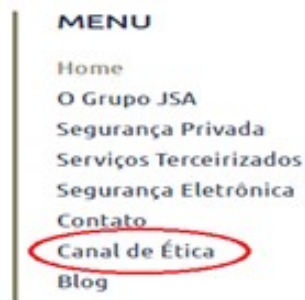 MENU
Home
O Grupo JSA
Segurança Privada
Serviços Terceirizados
Segurança Eletrônica
Contato
Canal de Ética
Blog